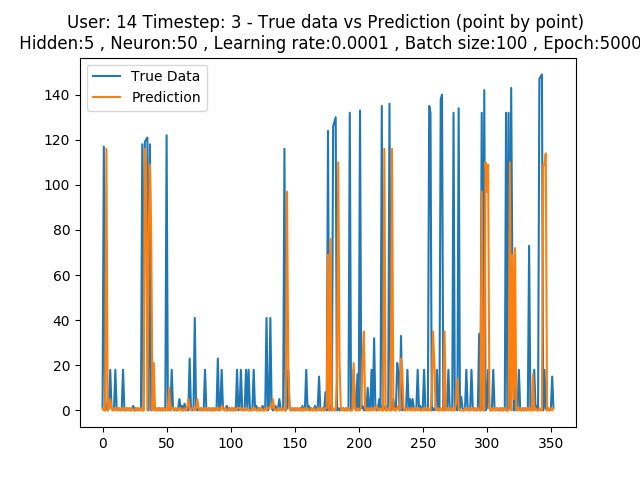 User: 14 Timestep: 3 - True data vs Prediction (point by point)
Hidden:5 , Neuron:50 , Learning rate:0.0001 , Batch size:100 , Epoch:5000
True Data
Prediction
140
120
100
80
60
40
20
0
0 50 100 150 200 250 300 350